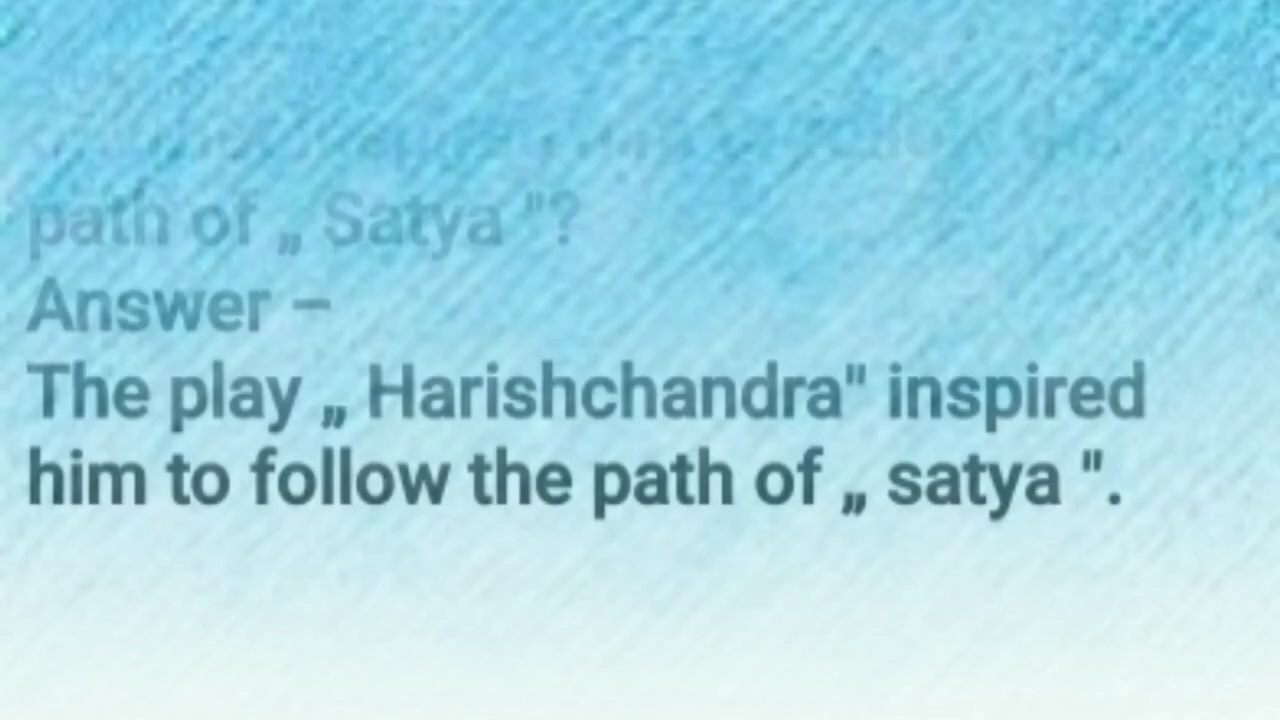 path of „ Satya "?
Answer –
The play „ Harishchandra" inspired
him to follow the path of „ satya ".